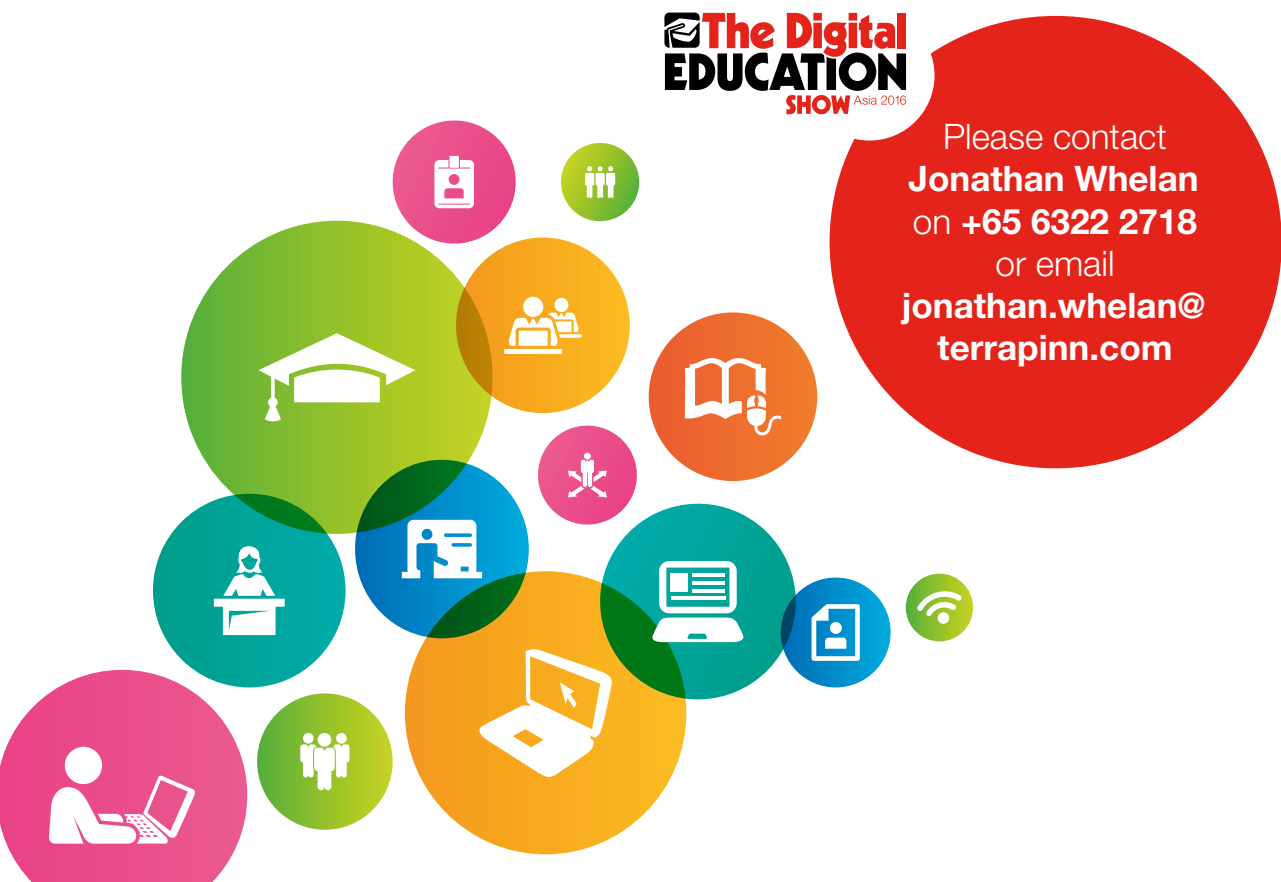 The Digital
EDUCATION
SHOW Asia 2016
Please contact
Jonathan Whelan
on +65 6322 2718
or email
jonathan.whelan@
terrapinn.com